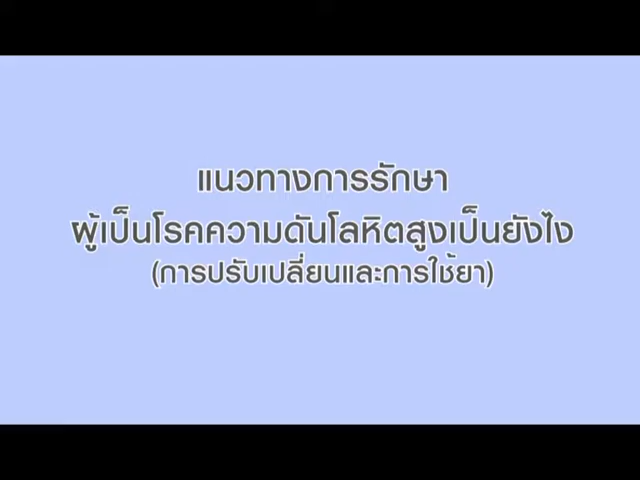 แนวทางการรักษา
ผู้เป็นโรคความดันโลหิตสูงเป็นยังไง
(การปรับเปลี่ยนและการใช้ยา)